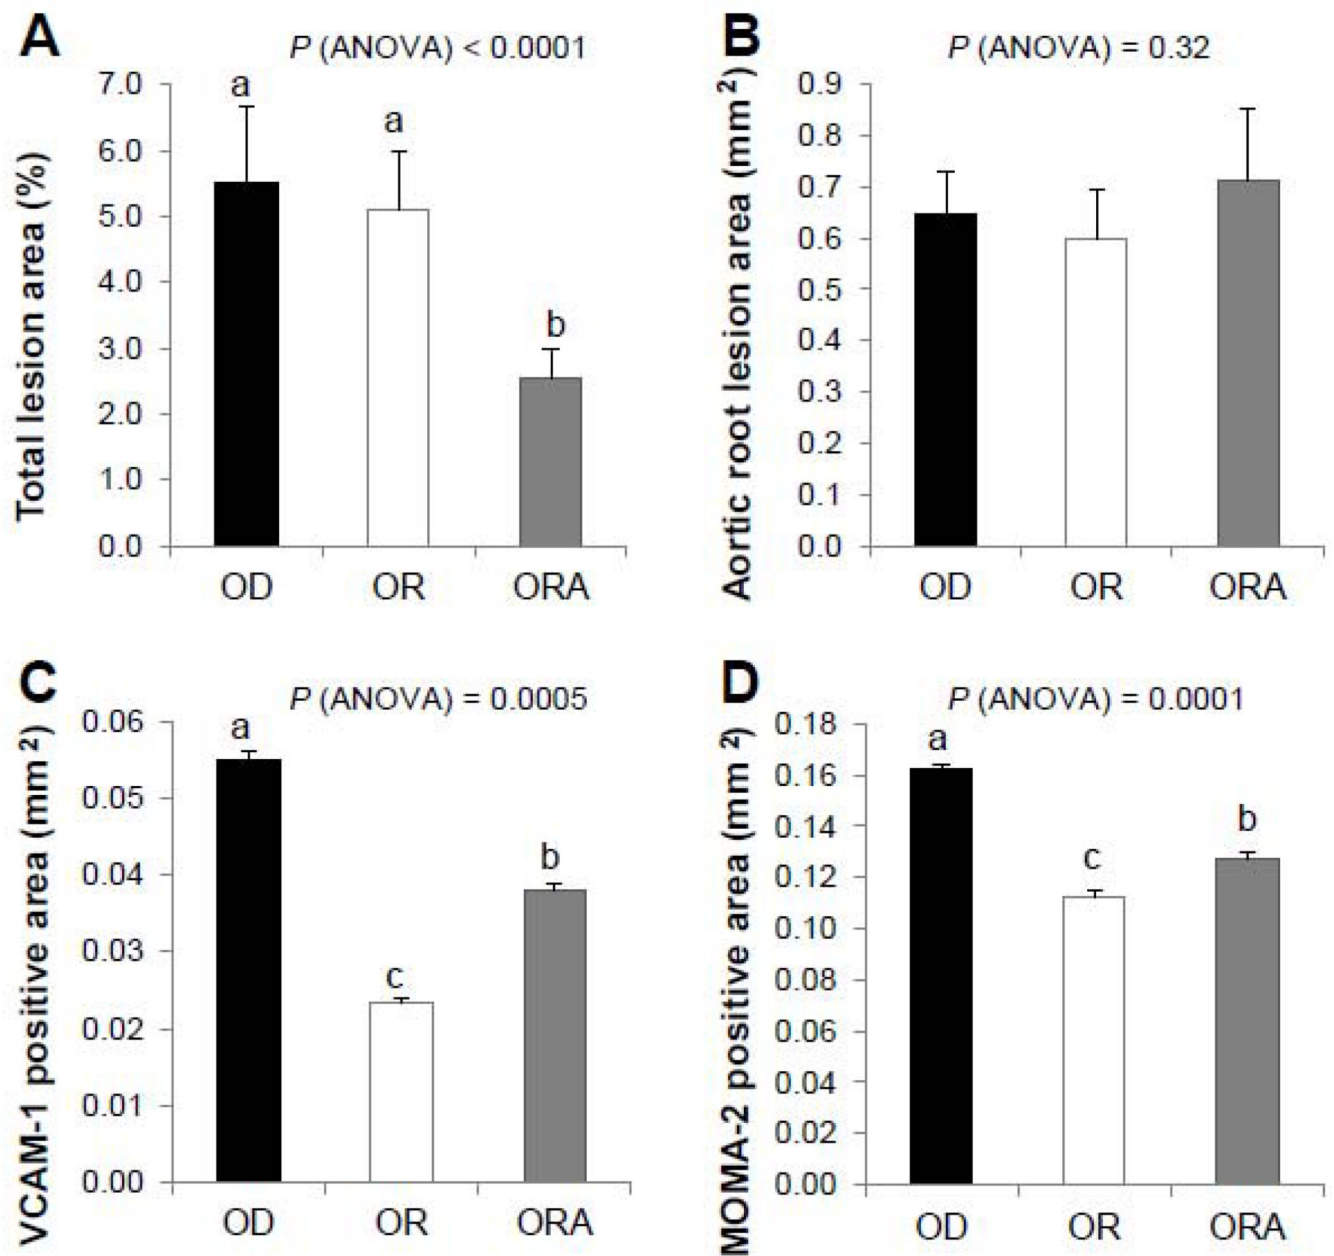 A
P (ANOVA) < 0.0001
Total lesion area (%)
7.0
6.0
5.0
4.0
3.0
2.0
1.0
0.0
a
a
b
OD OR ORA
B
P (ANOVA) = 0.32
Aortic root lesion area (mm²)
0.9
0.8
0.7
0.6
0.5
0.4
0.3
0.2
0.1
0.0
OD OR ORA
C
P (ANOVA) = 0.0005
VCAM-1 positive area (mm ²)
0.06
0.05
0.04
0.03
0.02
0.01
0.00
a
c
b
OD OR ORA
D
P (ANOVA) = 0.0001
MOMA-2 positive area (mm ²)
0.18
0.16
0.14
0.12
0.10
0.08
0.06
0.04
0.02
0.00
a
c
b
OD OR ORA